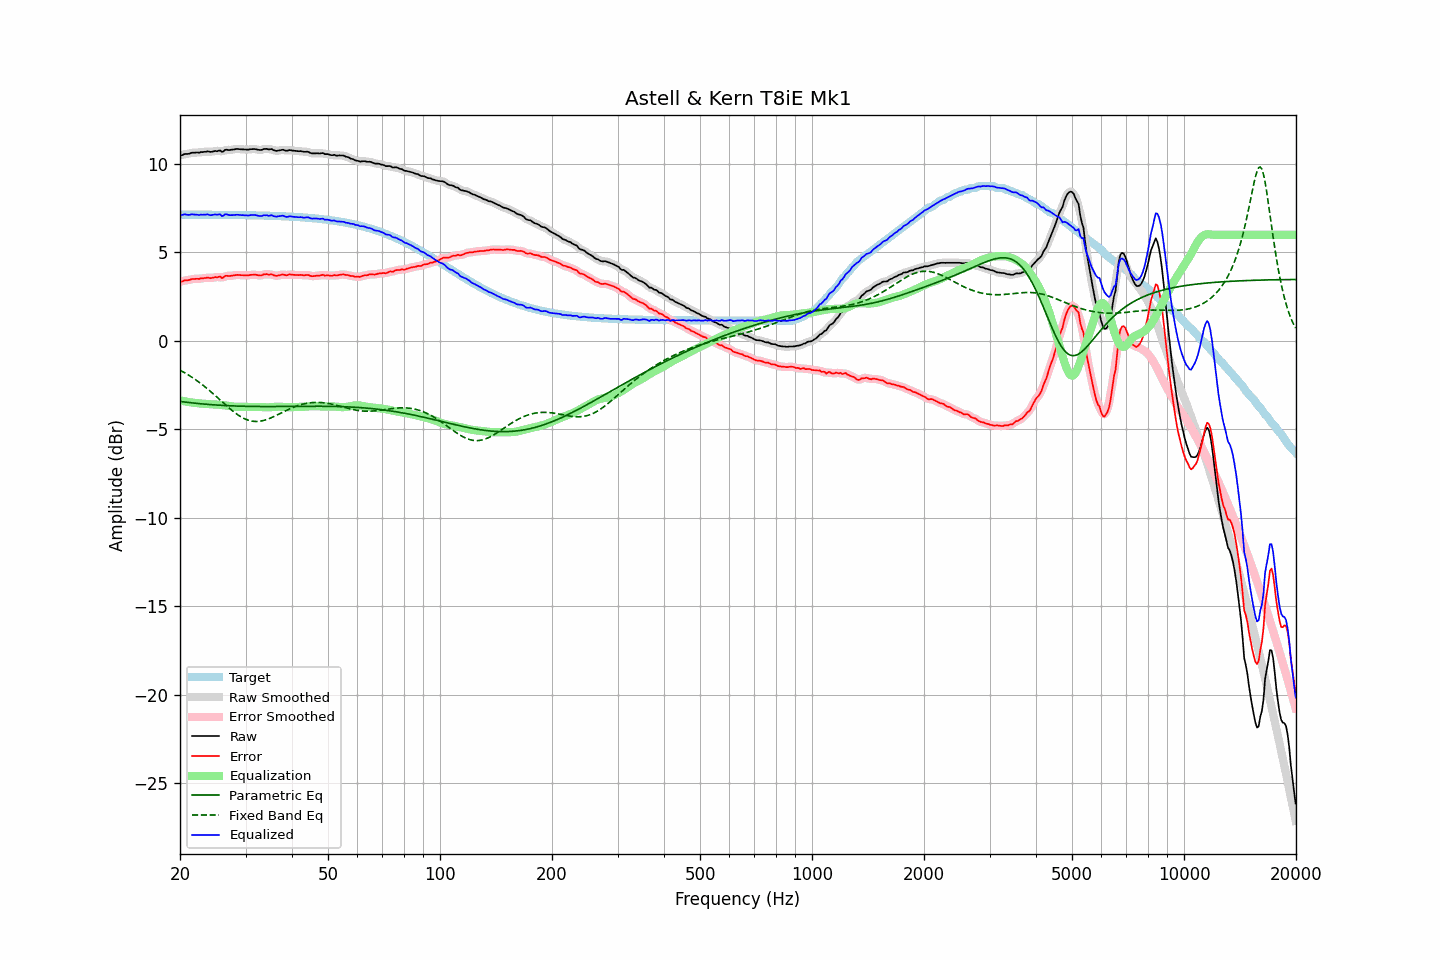 Astell & Kern T8iE Mk1
Amplitude (dBr)
10
5
0
−5
−10
−15
−20
−25
Target
Raw Smoothed
Error Smoothed
Raw
Error
Equalization
Parametric Eq
Fixed Band Eq
Equalized
20 50 100 200 500 1000 2000 5000 10000 20000
Frequency (Hz)